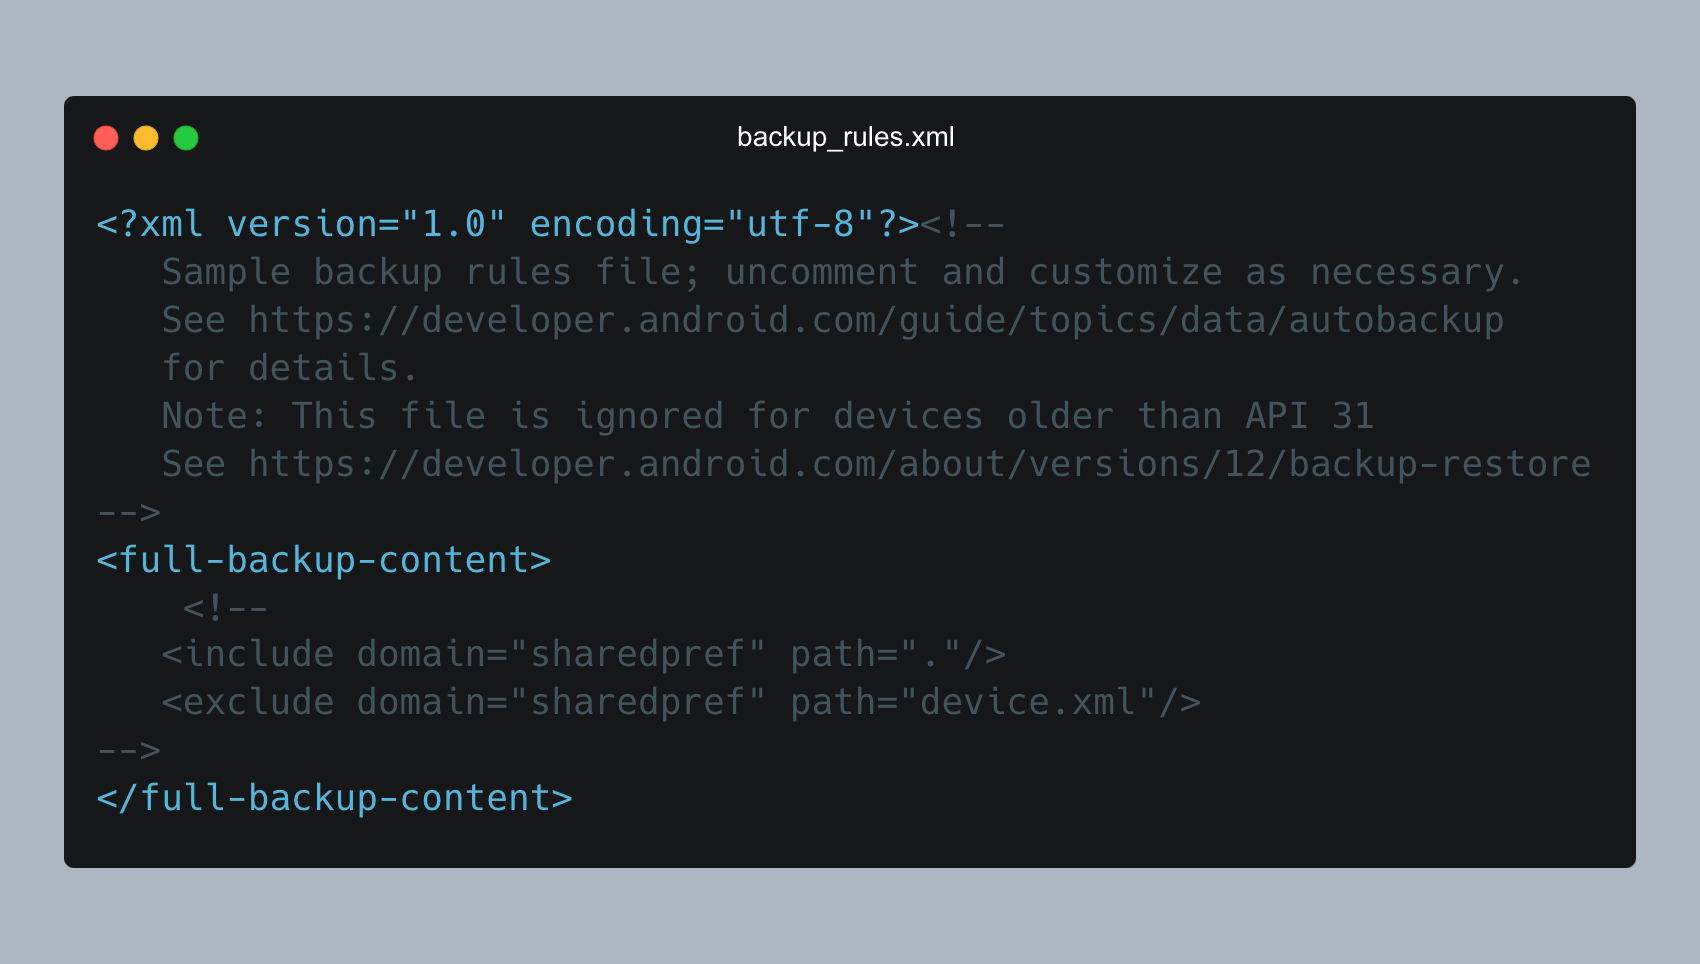 backup_rules.xml
<?xml version="1.0" encoding="utf-8"?><!--
   Sample backup rules file; uncomment and customize as necessary.
   See https://developer.android.com/guide/topics/data/autobackup
   for details.
   Note: This file is ignored for devices older than API 31
   See https://developer.android.com/about/versions/12/backup-restore
-->
<full-backup-content>
    <!--
   <include domain="sharedpref" path="."/>
   <exclude domain="sharedpref" path="device.xml"/>
-->
</full-backup-content>